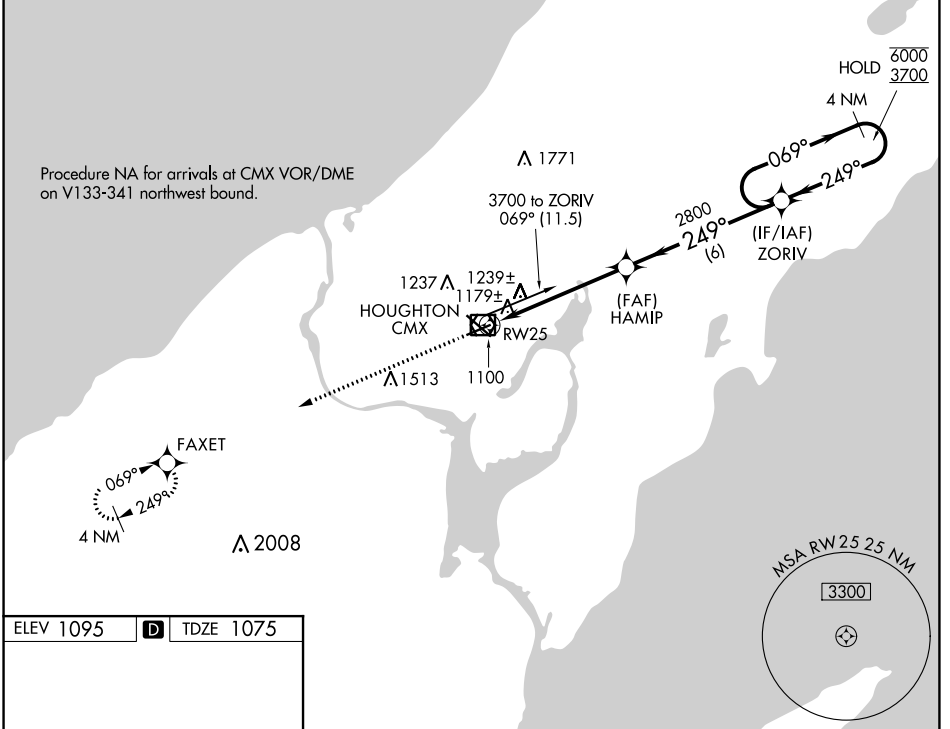 HOLD 6000
3700
4 NM
069°
249°
Procedure NA for arrivals at CMX VOR/DME
on V133-341 northwest bound.
1771
3700 to ZORIV
069° (11.5)
2800
249°
(6)
(IF/IAF)
ZORIV
(FAF)
HAMIP
1237
1239±
1179±
HOUGHTON
CMX
RW25
1513
1100
FAXET
069°
249°
4 NM
2008
MSA RW25 25 NM
3300
ELEV 1095 D TDZE 1075